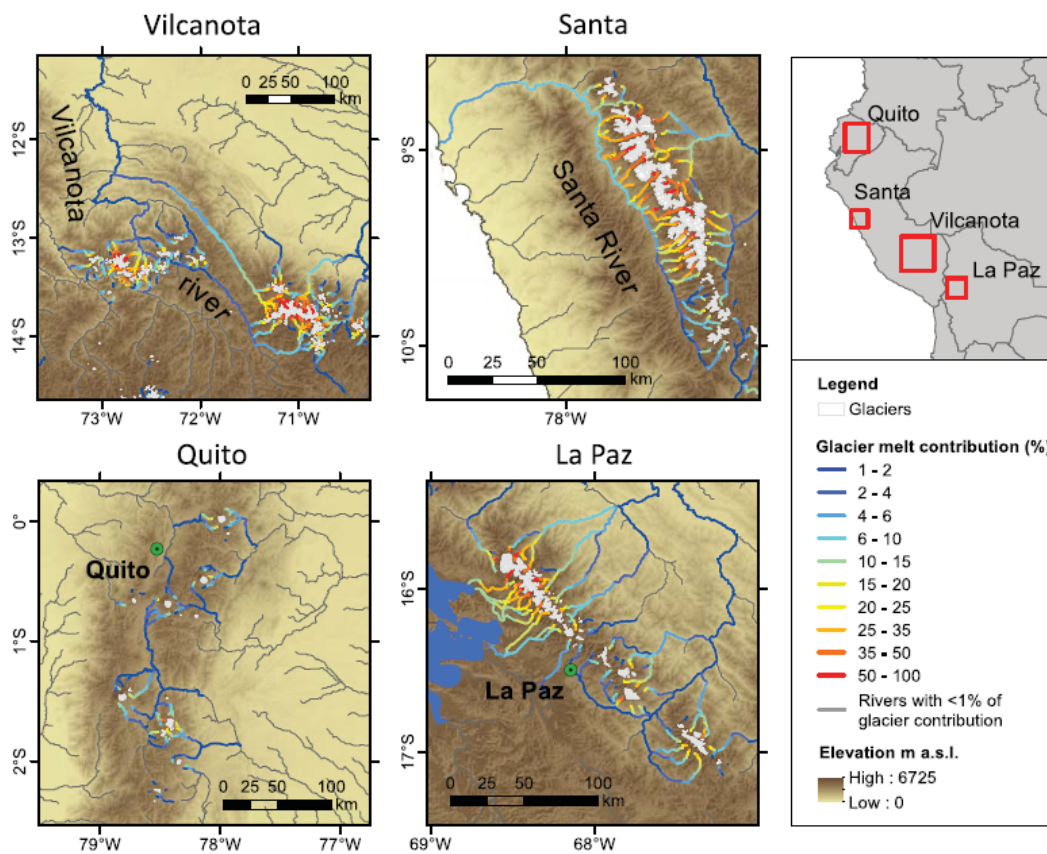 Vilcanota
0 25 50 100
km
12°S
13°S
14°S
Vilcanota
river
73°W 72°W 71°W
Santa
9°S
10°S
Santa River
0 25 50 100
km
78°W
Quito
Santa
Vilcanota
La Paz
Quito
0°
1°S
2°S
Quito
0 25 50 100
km
79°W 78°W 77°W
La Paz
16°S
17°S
La Paz
0 25 50 100
km
69°W 68°W
Legend
Glaciers
Glacier melt contribution (%)
1 - 2
2 - 4
4 - 6
6 - 10
10 - 15
15 - 20
20 - 25
25 - 35
35 - 50
50 - 100
Rivers with <1% of
glacier contribution
Elevation m a.s.l.
High : 6725
Low : 0